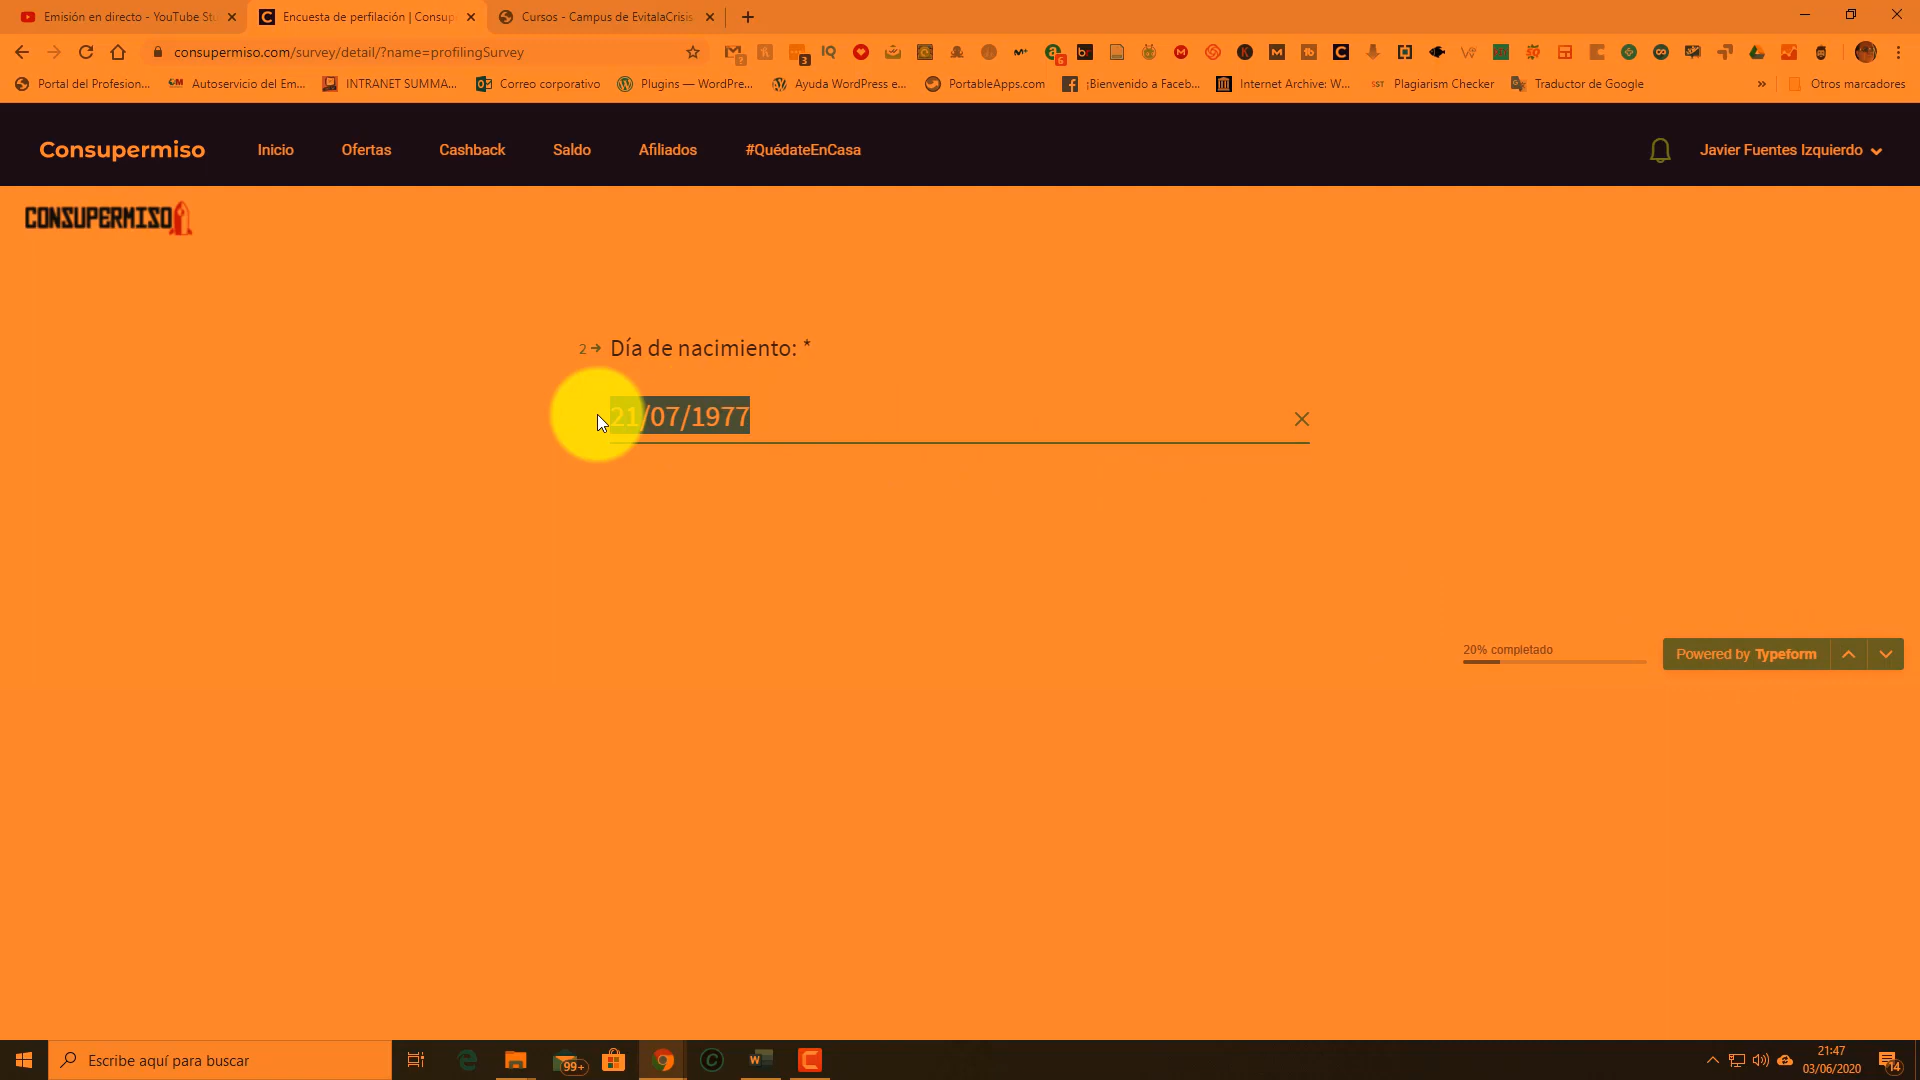 Emisión en directo - YouTube Stu
Encuesta de perfilación | Consup
Cursos - Campus de EvitalaCrisis
consupermiso.com/survey/detail/?name=profilingSurvey
Portal del Profesion...
Autoservicio del Em...
INTRANET SUMMA...
Correo corporativo
Plugins — WordPre...
Ayuda WordPress e...
PortableApps.com
¡Bienvenido a Faceb...
Internet Archive: W...
SST Plagiarism Checker
Traductor de Google
Otros marcadores
Consupermiso
Inicio
Ofertas
Cashback
Saldo
Afiliados
#QuédateEnCasa
Javier Fuentes Izquierdo
CONSUPERMISO
2 → Día de nacimiento: *
21/07/1977
20% completado
Powered by Typeform
Escribe aquí para buscar
99+
21:47
03/06/2020
14